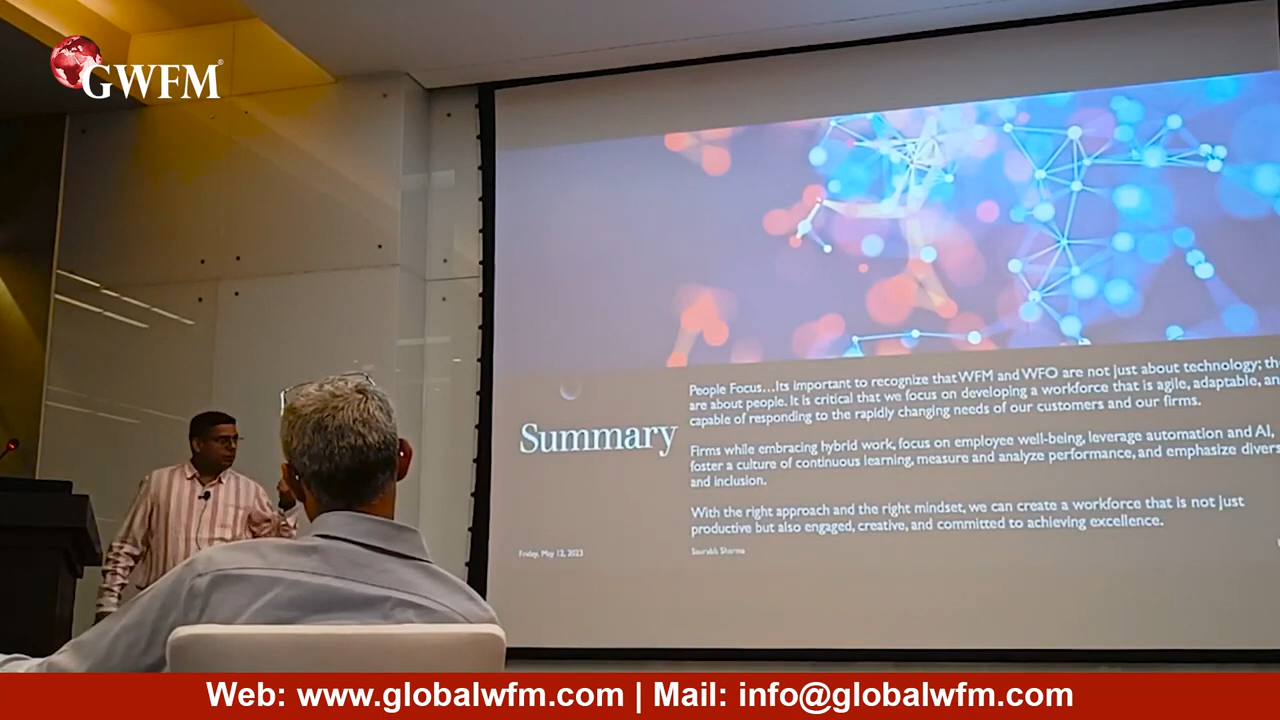 GWFM®
People Focus...Its important to recognize that WFM and WFO are not just about technology; th
are about people. It is critical that we focus on developing a workforce that is agile, adaptable, an
capable of responding to the rapidly changing needs of our customers and our firms.
Summary
Firms while embracing hybrid work, focus on employee well-being, leverage automation and AI,
foster a culture of continuous learning, measure and analyze performance, and emphasize divers
and inclusion.
With the right approach and the right mindset, we can create a workforce that is not just
productive but also engaged, creative, and committed to achieving excellence.
Friday, May 12, 2023
Saurabh Sharma
Web: www.globalwfm.com | Mail: info@globalwfm.com